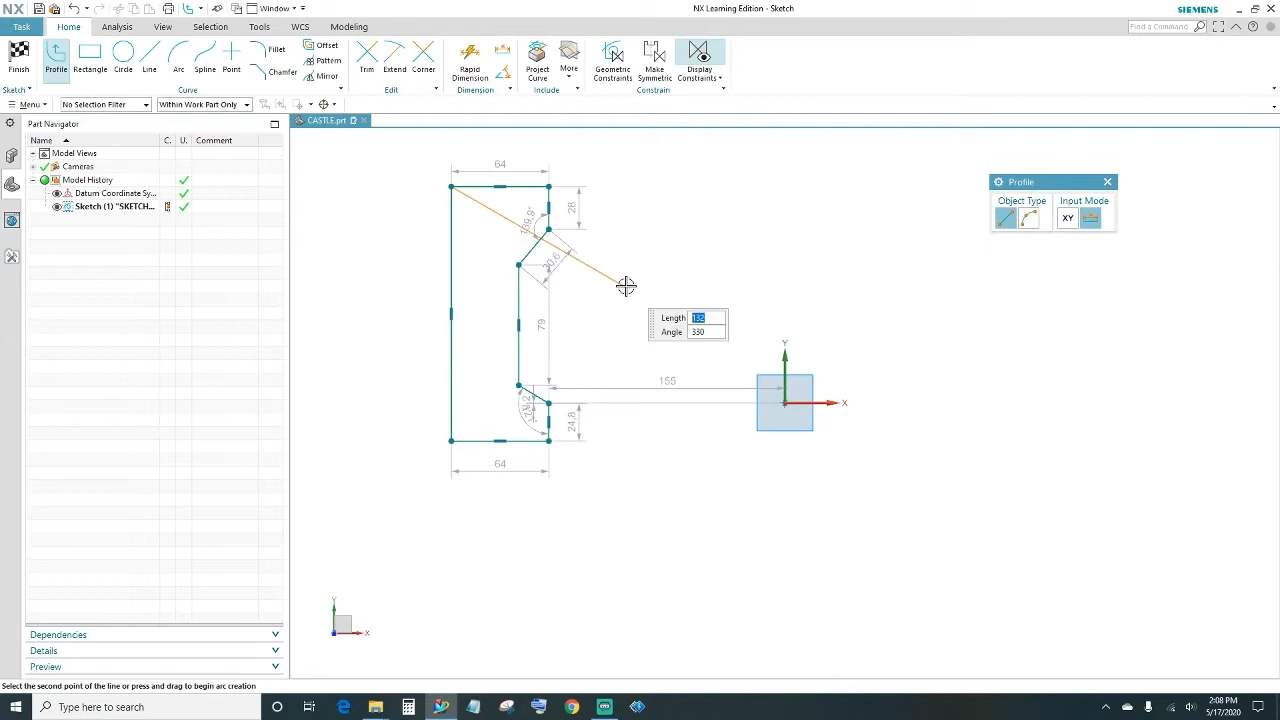 NX
Window
NX Learning Edition - Sketch
SIEMENS
Task
Home
Analysis
View
Selection
Tools
WCS
Modeling
Find a Command
Finish
Profile
Rectangle
Circle
Line
Arc
Spline
Point
Fillet
Chamfer
Offset
Pattern
Mirror
Trim
Extend
Corner
Rapid Dimension
Project Curve
More
Geometric Constraints
Make Symmetric
Display Constraints
Sketch
Curve
Edit
Dimension
Include
Constrain
Menu
No Selection Filter
Within Work Part Only
Part Navigator
CASTLE.prt
Name
C.
U.
Comment
Model Views
Cameras
Model History
Datum Coordinate Sy...
Sketch (1) "SKETCH...
64
28
139.9°
30.6
79
155
24.8
64
Profile
Object Type
Input Mode
XY
Length 132
Angle 330
Y
X
Y
X
Dependencies
Details
Preview
Select the second point of the line or press and drag to begin arc creation
Type here to search
2:08 PM
5/17/2020